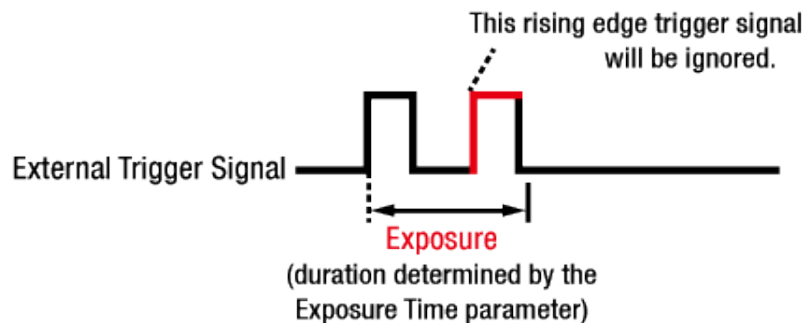 This rising edge trigger signal
will be ignored.
External Trigger Signal
Exposure
(duration determined by the
Exposure Time parameter)